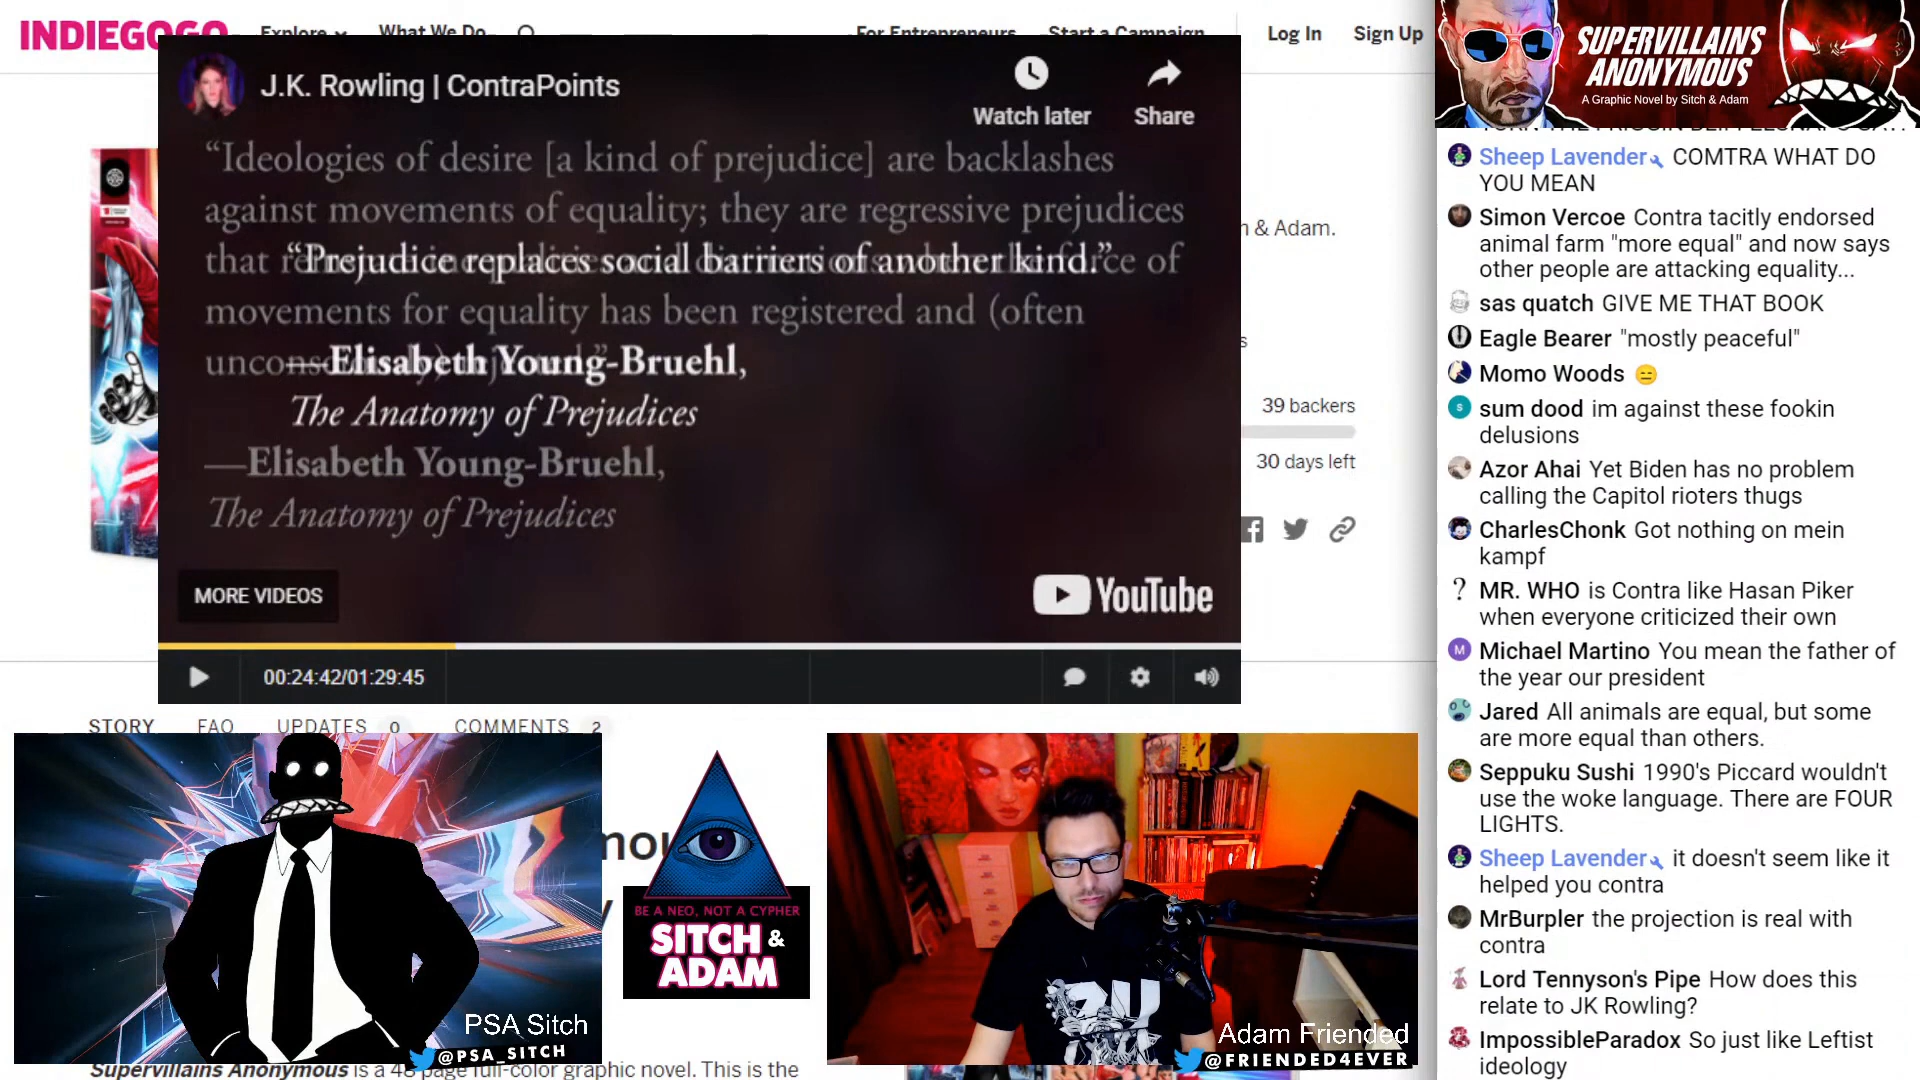 INDIEGOGO Explore What We Do For Entrepreneurs Start a Campaign Log In Sign Up
J.K. Rowling | ContraPoints
Watch later
Share
“Ideologies of desire [a kind of prejudice] are backlashes
against movements of equality; they are regressive prejudices
that
“Prejudice replaces social barriers of another kind.”
of
movements for equality has been registered and (often
—Elisabeth Young-Bruehl,
The Anatomy of Prejudices
—Elisabeth Young-Bruehl,
The Anatomy of Prejudices
MORE VIDEOS
YouTube
00:24:42/01:29:45
& Adam.
39 backers
30 days left
STORY FAQ UPDATES 0 COMMENTS 2
BE A NEO, NOT A CYPHER
SITCH &
ADAM
PSA Sitch
@PSA_SITCH
Adam Friended
@FRIENDED4EVER
Supervillains Anonymous is a 48 page full-color graphic novel. This is the
SUPERVILLAINS
ANONYMOUS
A Graphic Novel by Sitch & Adam
Sheep Lavender COMTRA WHAT DO
YOU MEAN
Simon Vercoe Contra tacitly endorsed
animal farm "more equal" and now says
other people are attacking equality...
sas quatch GIVE ME THAT BOOK
Eagle Bearer "mostly peaceful"
Momo Woods 😑
sum dood im against these fookin
delusions
Azor Ahai Yet Biden has no problem
calling the Capitol rioters thugs
CharlesChonk Got nothing on mein
kampf
MR. WHO is Contra like Hasan Piker
when everyone criticized their own
Michael Martino You mean the father of
the year our president
Jared All animals are equal, but some
are more equal than others.
Seppuku Sushi 1990's Piccard wouldn't
use the woke language. There are FOUR
LIGHTS.
Sheep Lavender it doesn't seem like it
helped you contra
MrBurpler the projection is real with
contra
Lord Tennyson's Pipe How does this
relate to JK Rowling?
ImpossibleParadox So just like Leftist
ideology